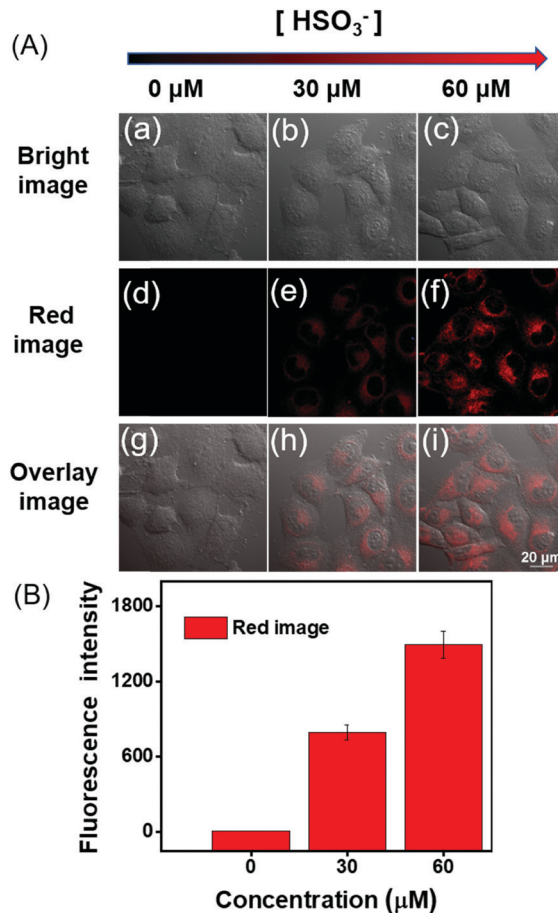 (A)
[ HSO₃⁻ ]
0 µM 30 µM 60 µM
Bright
image
(a) (b) (c)
Red
image
(d) (e) (f)
Overlay
image
(g) (h) (i)
20 µm
(B)
Fluorescence intensity
1800
1200
600
0
Red image
0 30 60
Concentration (µM)